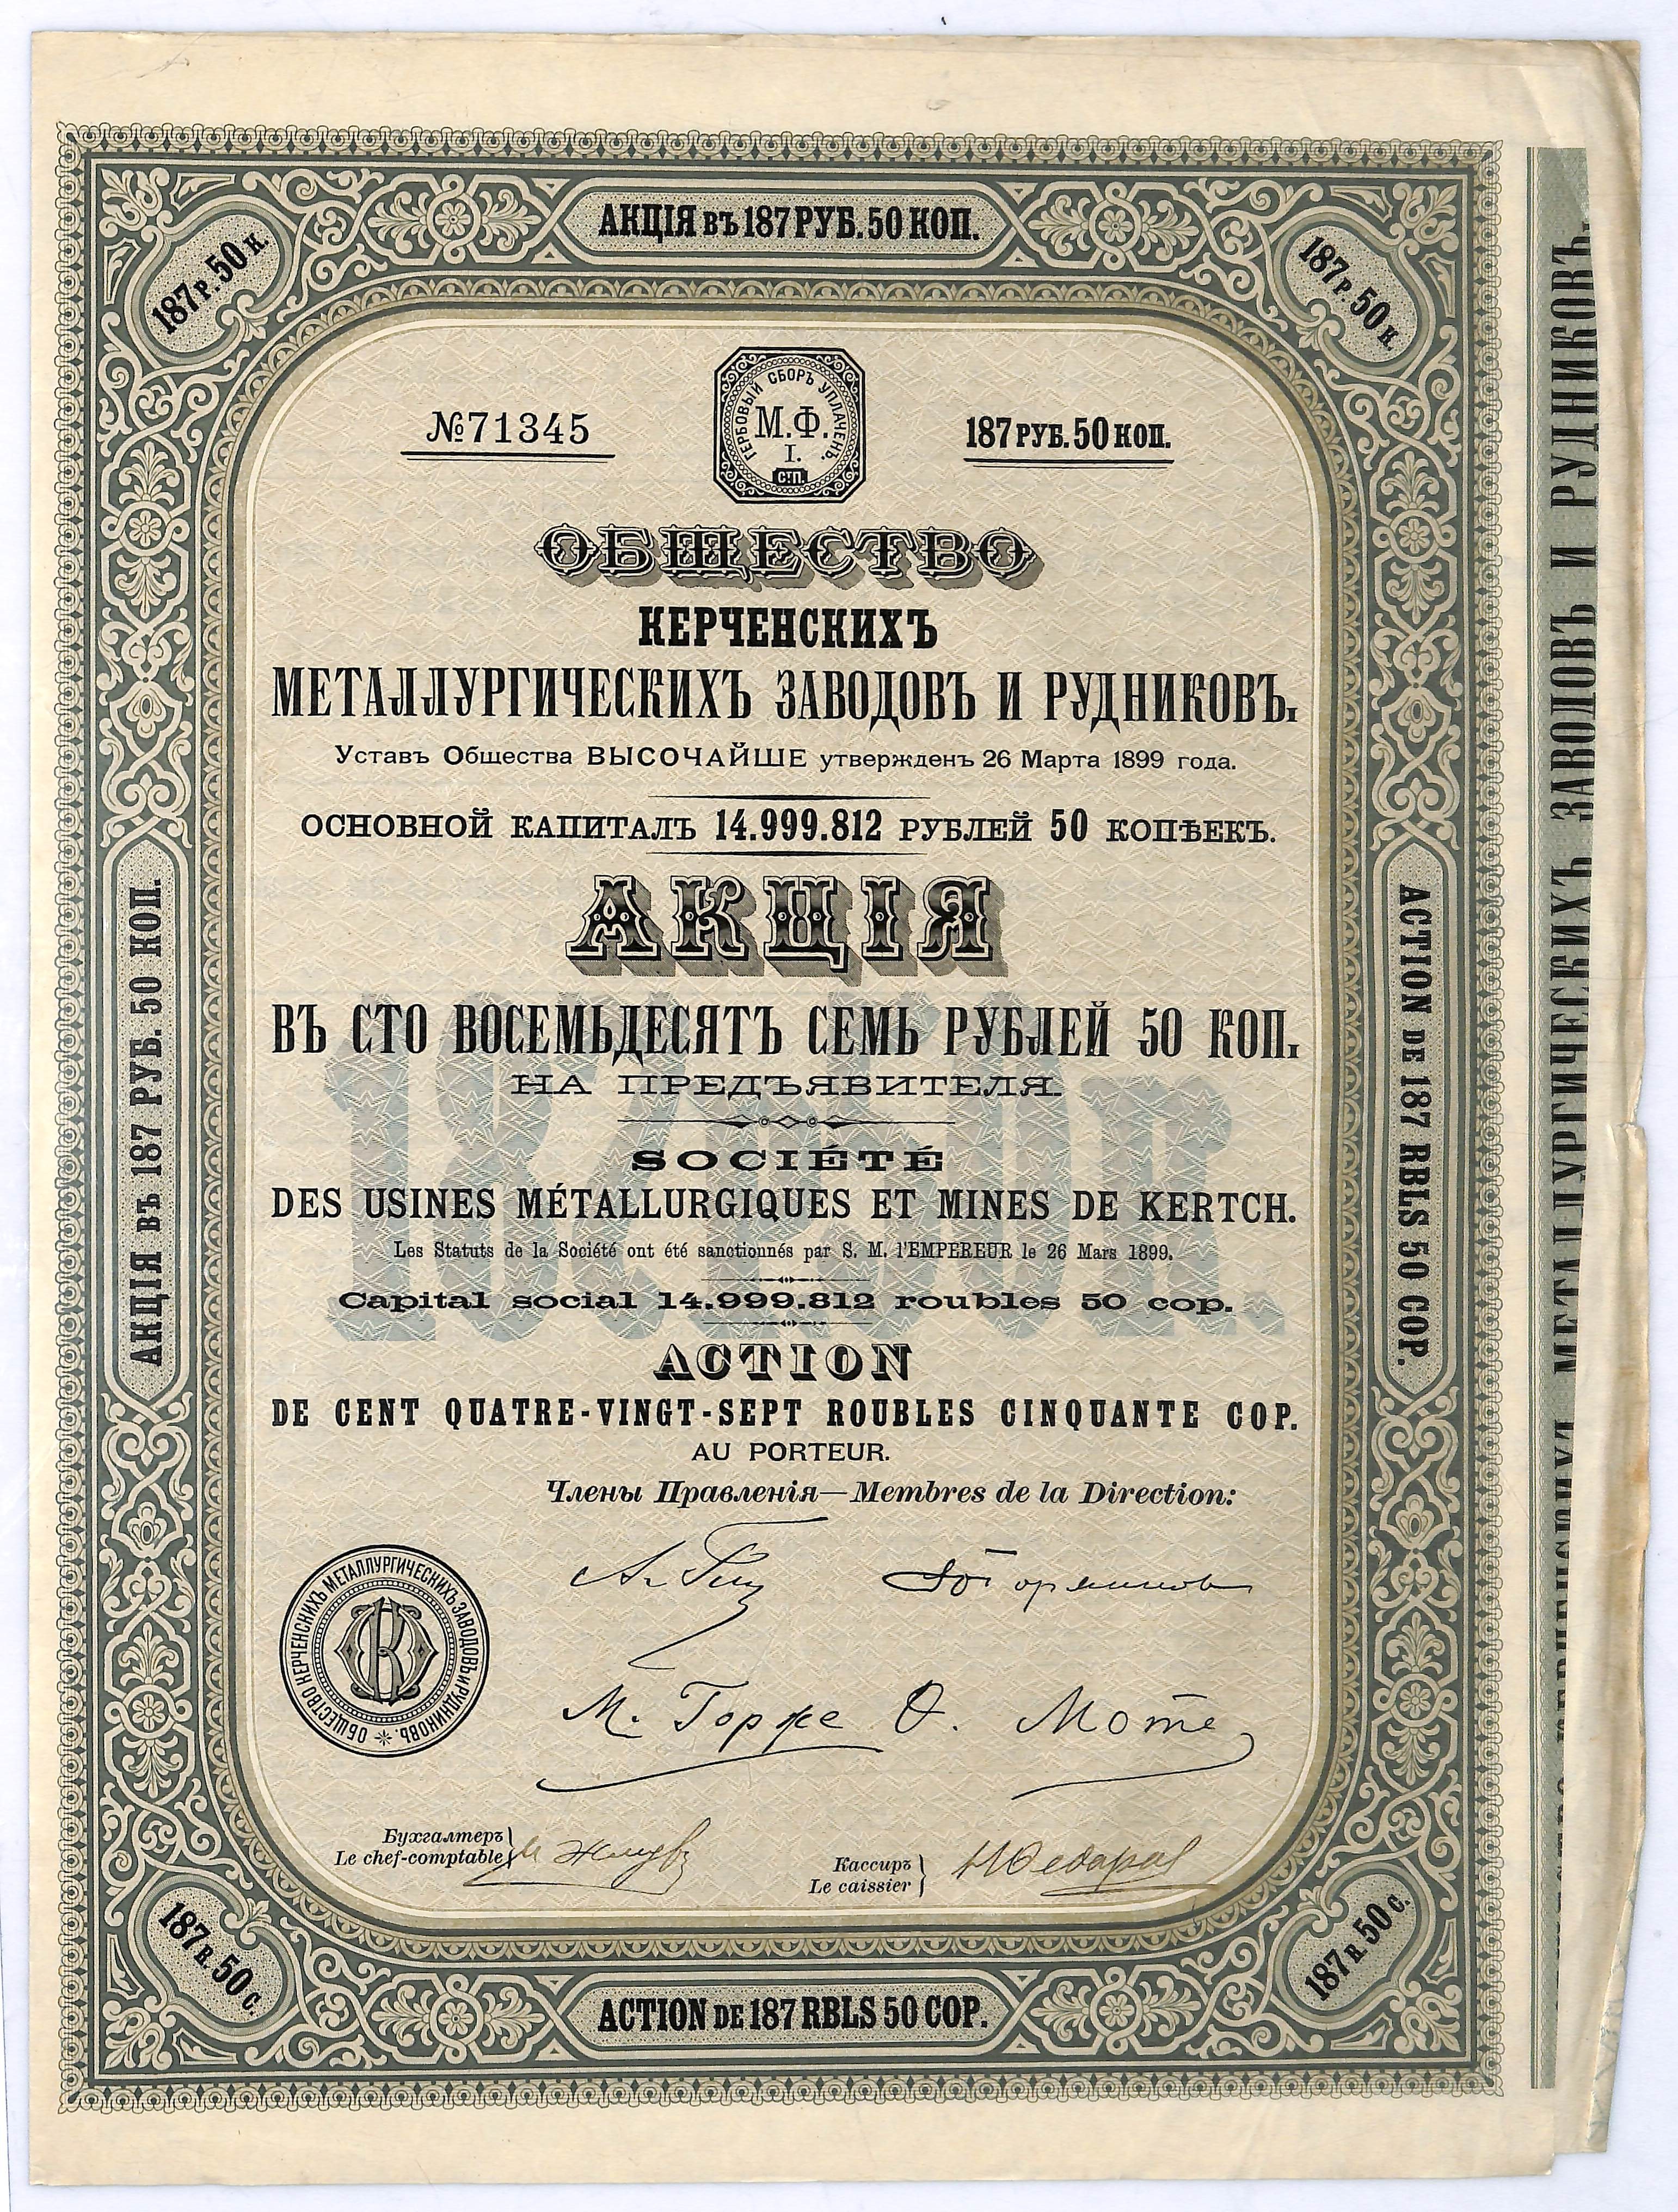 АКЦІЯ въ 187 РУБ. 50 КОП.
187 р. 50 к.
187 р. 50 к.
№ 71345
ГЕРБОВЫЙ СБОРЪ УПЛАЧЕНЪ.
М.Ф.
I.
С.П.
187 РУБ. 50 КОП.
ОБЩЕСТВО
КЕРЧЕНСКИХЪ
МЕТАЛЛУРГИЧЕСКИХЪ ЗАВОДОВЪ И РУДНИКОВЪ.
Уставъ Общества ВЫСОЧАЙШЕ утвержденъ 26 Марта 1899 года.
ОСНОВНОЙ КАПИТАЛЪ 14.999.812 РУБЛЕЙ 50 КОПѢЕКЪ.
АКЦІЯ
ВЪ СТО ВОСЕМЬДЕСЯТЪ СЕМЬ РУБЛЕЙ 50 КОП.
НА ПРЕДЪЯВИТЕЛЯ.
187 р. 50 к.
SOCIÉTÉ
DES USINES MÉTALLURGIQUES ET MINES DE KERTCH.
Les Statuts de la Société ont été sanctionnés par S. M. l'EMPEREUR le 26 Mars 1899.
Capital social 14.999.812 roubles 50 cop.
ACTION
DE CENT QUATRE-VINGT-SEPT ROUBLES CINQUANTE COP.
AU PORTEUR.
Члены Правленія—Membres de la Direction:
М. Горже О. Моте
ОБЩЕСТВО КЕРЧЕНСКИХЪ МЕТАЛЛУРГИЧЕСКИХЪ ЗАВОДОВЪ И РУДНИКОВЪ.
Бухгалтеръ
Le chef-comptable
Кассиръ
Le caissier
АКЦІЯ въ 187 РУБ. 50 КОП.
ACTION DE 187 RBLS 50 COP.
187 R. 50 C.
187 R. 50 C.
ACTION DE 187 RBLS 50 COP.
МЕТАЛЛУРГИЧЕСКИХЪ ЗАВОДОВЪ И РУДНИКОВЪ.